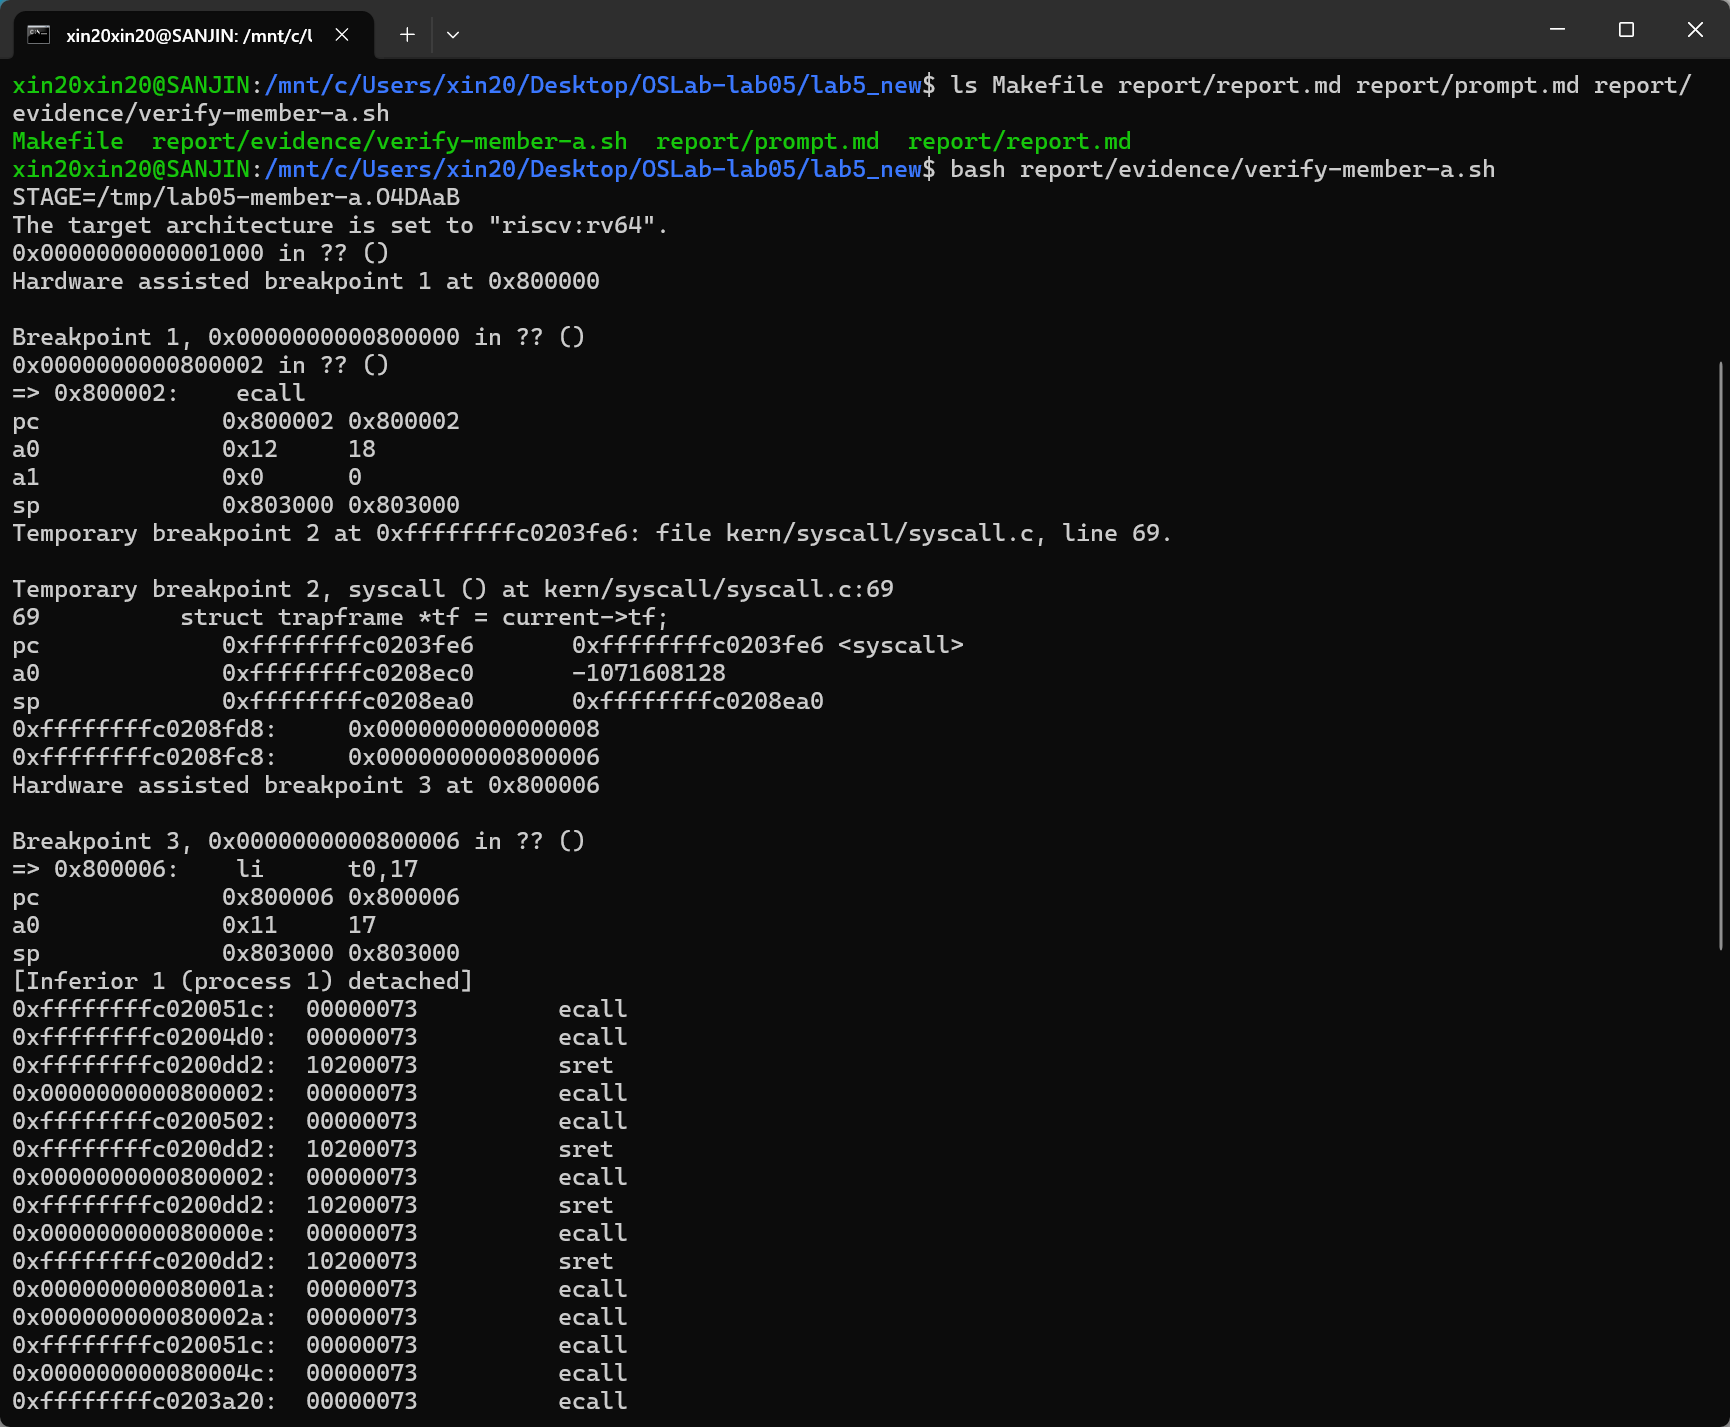 xin20xin20@SANJIN: /mnt/c/U
xin20xin20@SANJIN:/mnt/c/Users/xin20/Desktop/OSLab-lab05/lab5_new$ ls Makefile report/report.md report/prompt.md report/
evidence/verify-member-a.sh
Makefile  report/evidence/verify-member-a.sh  report/prompt.md  report/report.md
xin20xin20@SANJIN:/mnt/c/Users/xin20/Desktop/OSLab-lab05/lab5_new$ bash report/evidence/verify-member-a.sh
STAGE=/tmp/lab05-member-a.O4DAaB
The target architecture is set to "riscv:rv64".
0x0000000000001000 in ?? ()
Hardware assisted breakpoint 1 at 0x800000

Breakpoint 1, 0x0000000000800000 in ?? ()
0x0000000000800002 in ?? ()
=> 0x800002:    ecall
pc             0x800002 0x800002
a0             0x12     18
a1             0x0      0
sp             0x803000 0x803000
Temporary breakpoint 2 at 0xffffffffc0203fe6: file kern/syscall/syscall.c, line 69.

Temporary breakpoint 2, syscall () at kern/syscall/syscall.c:69
69          struct trapframe *tf = current->tf;
pc             0xffffffffc0203fe6       0xffffffffc0203fe6 <syscall>
a0             0xffffffffc0208ec0       -1071608128
sp             0xffffffffc0208ea0       0xffffffffc0208ea0
0xffffffffc0208fd8:     0x0000000000000008
0xffffffffc0208fc8:     0x0000000000800006
Hardware assisted breakpoint 3 at 0x800006

Breakpoint 3, 0x0000000000800006 in ?? ()
=> 0x800006:    li      t0,17
pc             0x800006 0x800006
a0             0x11     17
sp             0x803000 0x803000
[Inferior 1 (process 1) detached]
0xffffffffc020051c:  00000073          ecall
0xffffffffc02004d0:  00000073          ecall
0xffffffffc0200dd2:  10200073          sret
0x0000000000800002:  00000073          ecall
0xffffffffc0200502:  00000073          ecall
0xffffffffc0200dd2:  10200073          sret
0x0000000000800002:  00000073          ecall
0xffffffffc0200dd2:  10200073          sret
0x000000000080000e:  00000073          ecall
0xffffffffc0200dd2:  10200073          sret
0x000000000080001a:  00000073          ecall
0x000000000080002a:  00000073          ecall
0xffffffffc020051c:  00000073          ecall
0x000000000080004c:  00000073          ecall
0xffffffffc0203a20:  00000073          ecall